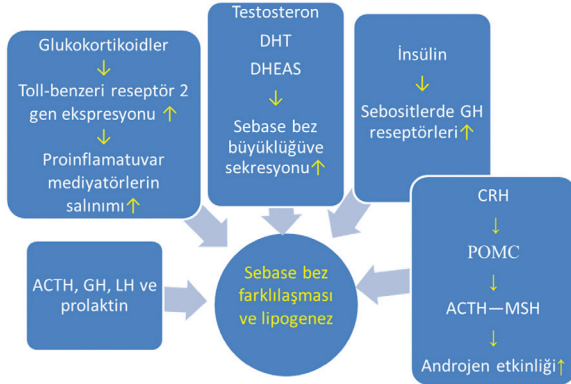 Glukokortikoidler
↓
Toll-benzeri reseptör 2
gen ekspresyonu ↑
↓
Proinflamatuvar
mediyatörlerin
salınımı ↑
Testosteron
DHT
DHEAS
↓
Sebase bez
büyüklüğüve
sekresyonu ↑
İnsülin
↓
Sebositlerde GH
reseptörleri ↑
CRH
↓
POMC
↓
ACTH—MSH
↓
Androjen etkinliği ↑
ACTH, GH, LH ve
prolaktin
Sebase bez
farklılaşması
ve lipogenez